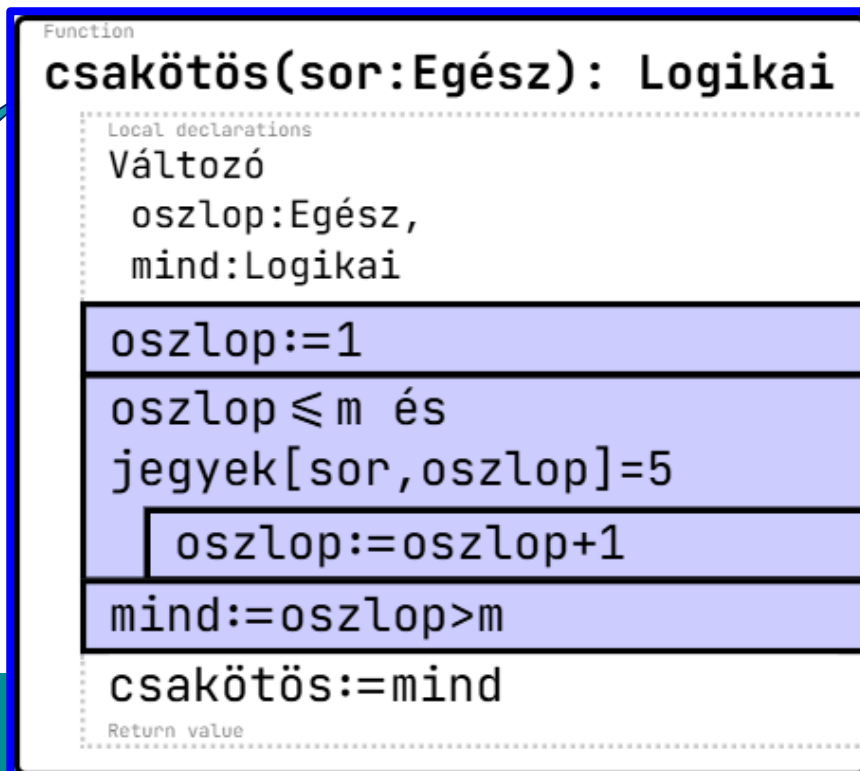 Function
csakötös(sor:Egész): Logikai
Local declarations
Változó
oszlop:Egész,
mind:Logikai
oszlop:=1
oszlop≤m és
jegyek[sor,oszlop]=5
oszlop:=oszlop+1
mind:=oszlop>m
csakötös:=mind
Return value